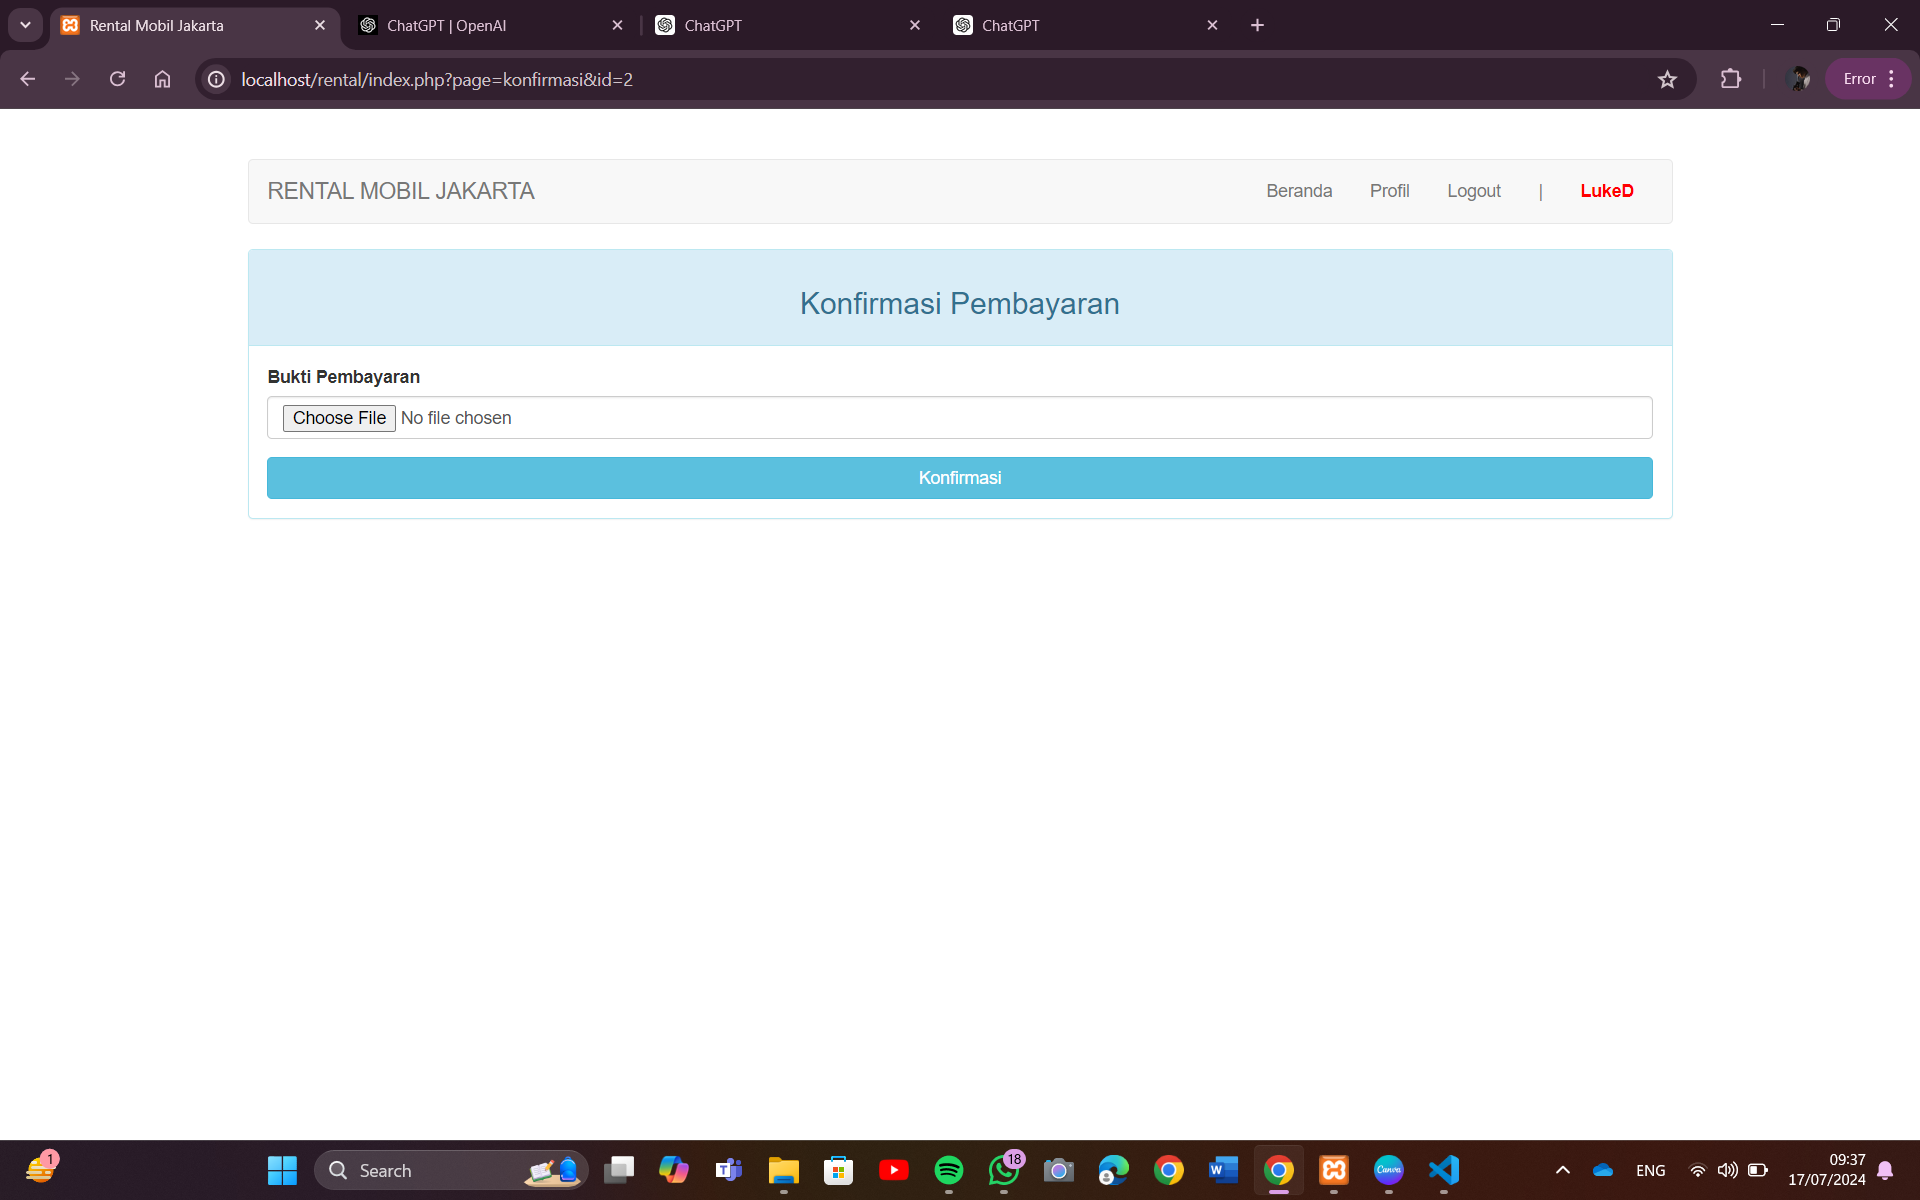 Rental Mobil Jakarta
ChatGPT | OpenAI
ChatGPT
ChatGPT
localhost/rental/index.php?page=konfirmasi&id=2
Error
RENTAL MOBIL JAKARTA
Beranda Profil Logout | LukeD
Konfirmasi Pembayaran
Bukti Pembayaran
Choose File No file chosen
Konfirmasi
1
Search
T
18
W
Canva
ENG
09:37
17/07/2024